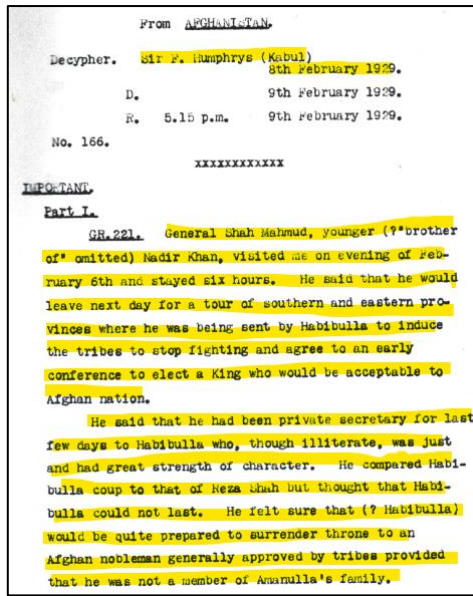 From AFGHANISTAN.
Decypher. Sir F. Humphrys (Kabul)
8th February 1929.
D. 9th February 1929.
R. 5.15 p.m. 9th February 1929.
No. 166.
xxxxxxxxxxxx
IMPORTANT.
Part I.
GR.221. General Shah Mahmud, younger (?"brother
of" omitted) Nadir Khan, visited me on evening of Feb-
ruary 6th and stayed six hours. He said that he would
leave next day for a tour of southern and eastern pro-
vinces where he was being sent by Habibulla to induce
the tribes to stop fighting and agree to an early
conference to elect a King who would be acceptable to
Afghan nation.
He said that he had been private secretary for last
few days to Habibulla who, though illiterate, was just
and had great strength of character. He compared Habi-
bulla coup to that of Reza Shah but thought that Habi-
bulla could not last. He felt sure that (? Habibulla)
would be quite prepared to surrender throne to an
Afghan nobleman generally approved by tribes provided
that he was not a member of Amanulla's family.